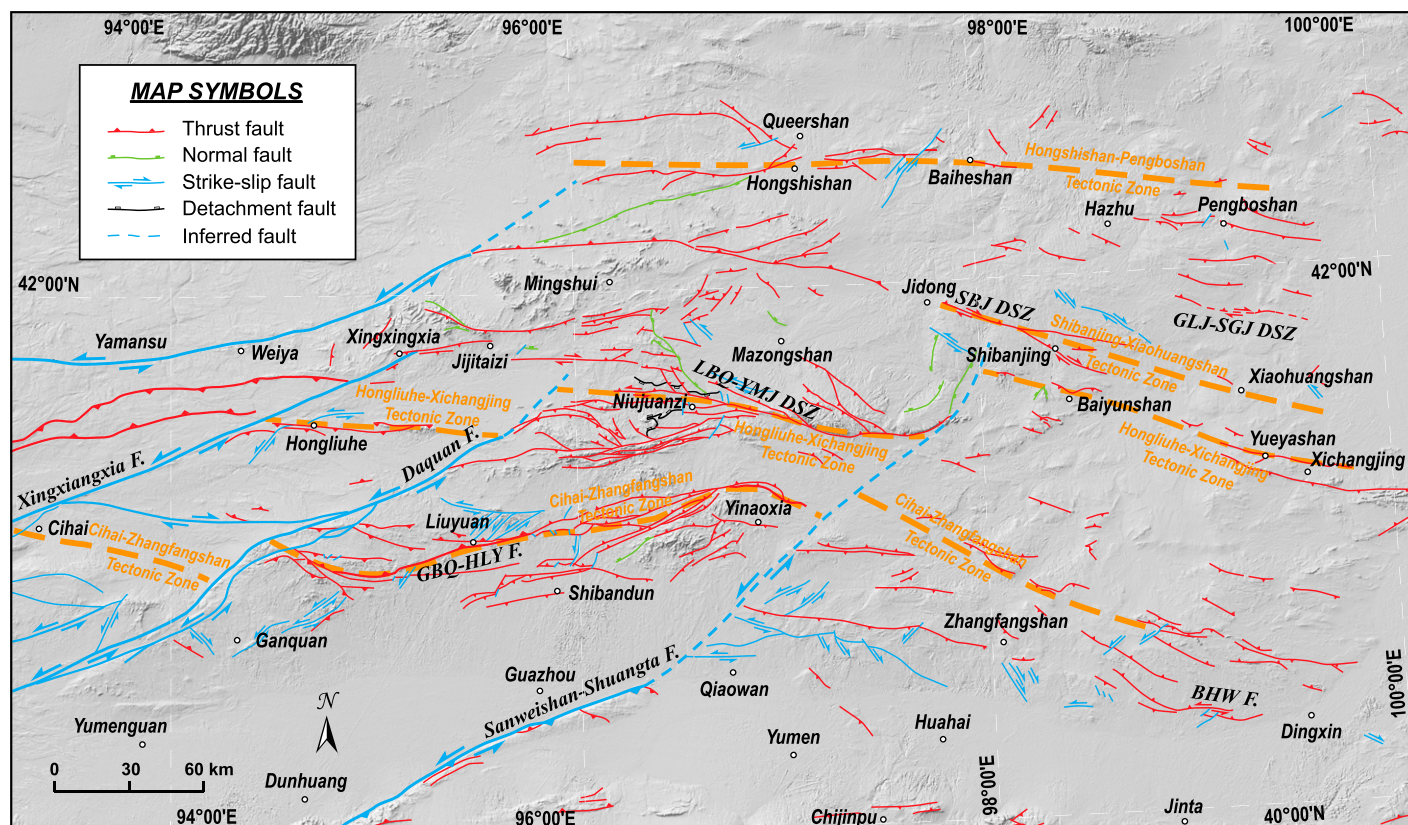 94°00'E
96°00'E
98°00'E
100°00'E
MAP SYMBOLS
Thrust fault
Normal fault
Strike-slip fault
Detachment fault
Inferred fault
Queershan
Hongshishan
Baiheshan
Hongshishan-Pengboshan
Tectonic Zone
Hazhu
Pengboshan
42°00'N
42°00'N
Mingshui
Jidong
SBJ DSZ
GLJ-SGJ DSZ
Yamansu
Weiya
Xingxingxia
Jijitaizi
Mazongshan
Shibanjing
Shibanjing-Xiaohuangshan
Tectonic Zone
Xiaohuangshan
LBQ-YMJ DSZ
Niujuanzi
Baiyunshan
Hongliuhe-Xichangjing
Tectonic Zone
Hongliuhe
Hongliuhe-Xichangjing
Tectonic Zone
Hongliuhe-Xichangjing
Tectonic Zone
Yueyashan
Xichangjing
Xingxiangxia F.
Daquan F.
Cihai
Cihai-Zhangfangshan
Tectonic Zone
Liuyuan
GBQ-HLY F.
Cihai-Zhangfangshan
Tectonic Zone
Yinaoxia
Cihai-Zhangfangshan
Tectonic Zone
Shibandun
Ganquan
Zhangfangshan
Guazhou
Sanweishan-Shuangta F.
Qiaowan
BHW F.
100°00'E
Dingxin
Yumenguan
N
Yumen
Huahai
0
30
60 km
Dunhuang
98°00'E
94°00'E
96°00'E
Chijinpu
Jinta
40°00'N